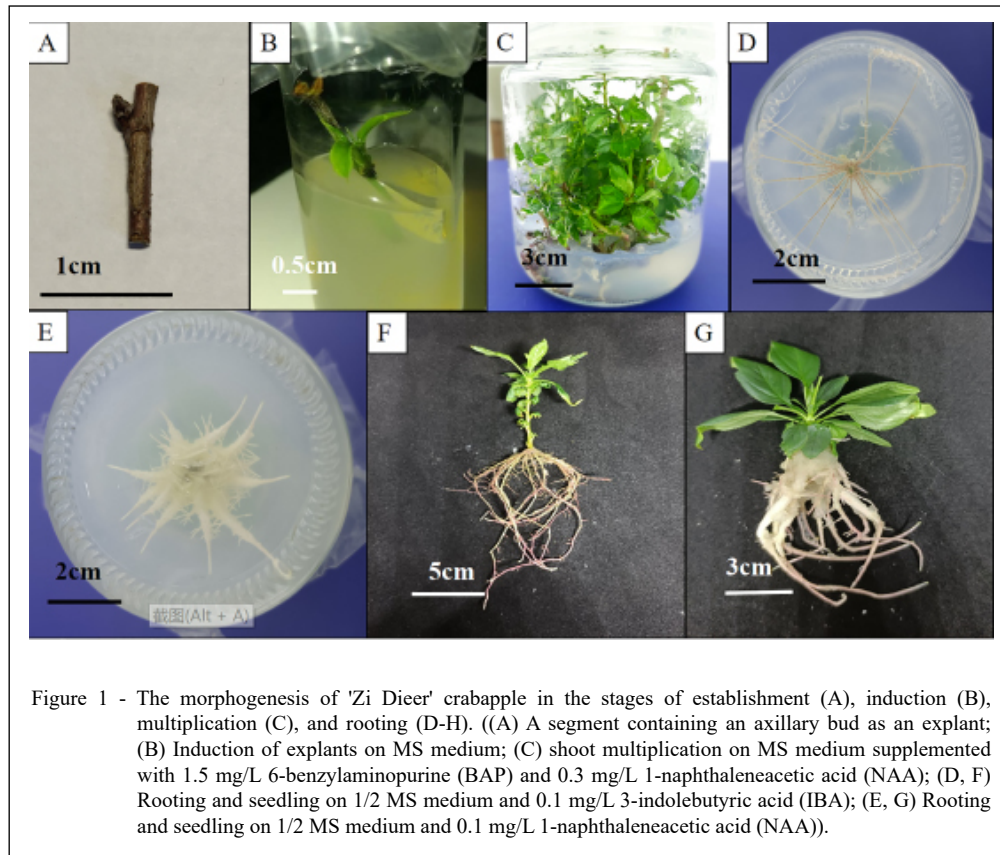 A
B
C
D
1cm
0.5cm
3cm
2cm
E
F
G
2cm
5cm
3cm
截图(Alt + A)
Figure 1 - The morphogenesis of 'Zi Dieer' crabapple in the stages of establishment (A), induction (B),
multiplication (C), and rooting (D-H). ((A) A segment containing an axillary bud as an explant;
(B) Induction of explants on MS medium; (C) shoot multiplication on MS medium supplemented
with 1.5 mg/L 6-benzylaminopurine (BAP) and 0.3 mg/L 1-naphthaleneacetic acid (NAA); (D, F)
Rooting and seedling on 1/2 MS medium and 0.1 mg/L 3-indolebutyric acid (IBA); (E, G) Rooting
and seedling on 1/2 MS medium and 0.1 mg/L 1-naphthaleneacetic acid (NAA)).